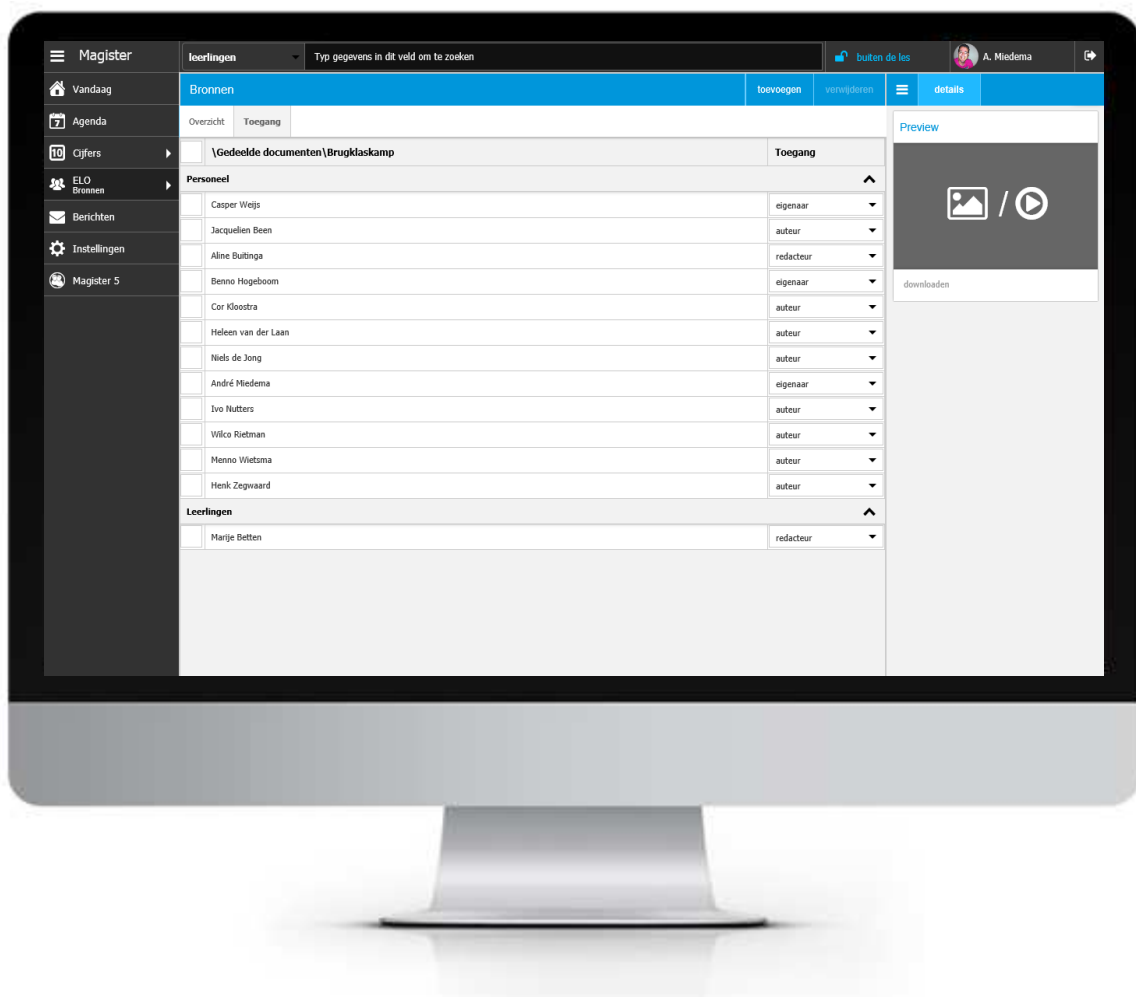 Magister
leerlingen
Typ gegevens in dit veld om te zoeken
buiten de les
A. Miedema
Vandaag
7 Agenda
10 Cijfers
ELO
Bronnen
Berichten
Instellingen
Magister 5
Bronnen
toevoegen
verwijderen
details
Overzicht
Toegang
\Gedeelde documenten\Brugklaskamp
Toegang
Personeel
Casper Weijs
eigenaar
Jacquelien Been
auteur
Aline Buitinga
redacteur
Benno Hogeboom
eigenaar
Cor Kloostra
auteur
Heleen van der Laan
auteur
Niels de Jong
auteur
André Miedema
eigenaar
Ivo Nutters
auteur
Wilco Rietman
auteur
Menno Wietsma
auteur
Henk Zegwaard
auteur
Leerlingen
Marije Betten
redacteur
Preview
/
downloaden